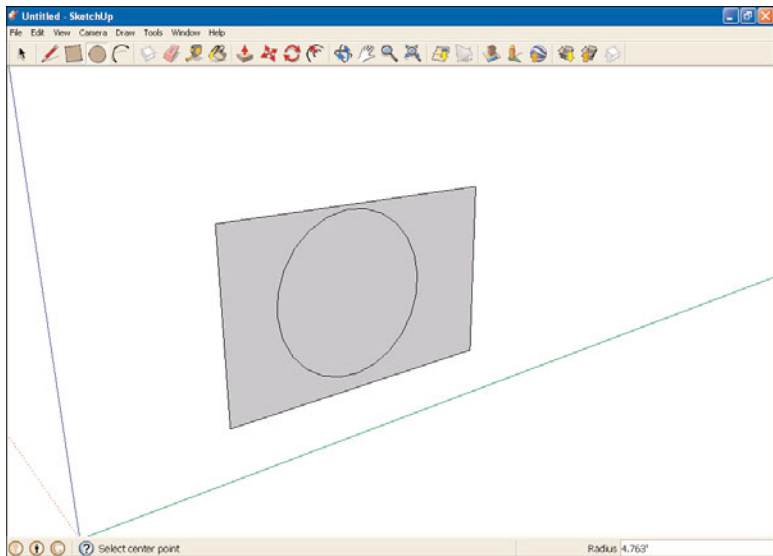 Untitled - SketchUp
File Edit View Camera Draw Tools Window Help
Select center point
Radius 4.763'